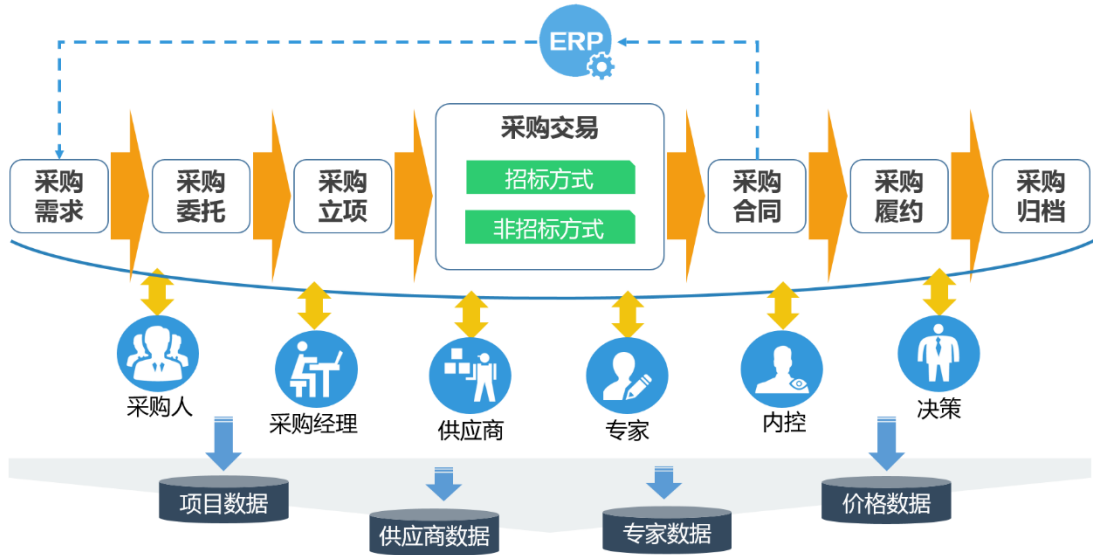 ERP
采购
需求
采购
委托
采购
立项
采购交易
招标方式
非招标方式
采购
合同
采购
履约
采购
归档
采购人
采购经理
供应商
专家
内控
决策
项目数据
供应商数据
专家数据
价格数据